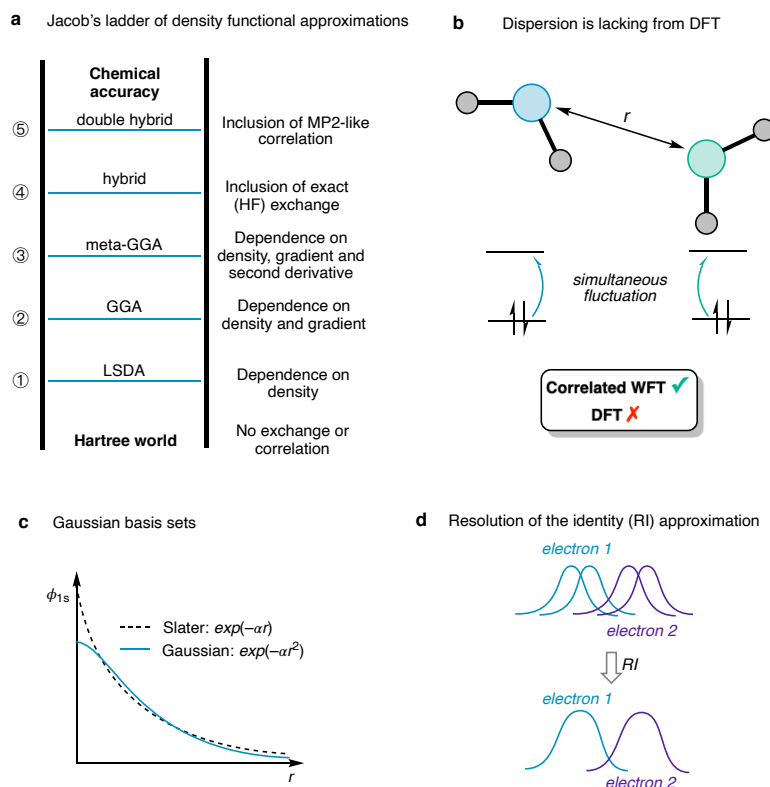 a Jacob's ladder of density functional approximations
Chemical
accuracy
⑤ double hybrid
Inclusion of MP2-like
correlation
④ hybrid
Inclusion of exact
(HF) exchange
③ meta-GGA
Dependence on
density, gradient and
second derivative
② GGA
Dependence on
density and gradient
① LSDA
Dependence on
density
Hartree world
No exchange or
correlation
b Dispersion is lacking from DFT
r
simultaneous
fluctuation
Correlated WFT ✓
DFT ✗
c Gaussian basis sets
ϕ1s
Slater: exp(–αr)
Gaussian: exp(–αr²)
r
d Resolution of the identity (RI) approximation
electron 1
electron 2
RI
electron 1
electron 2